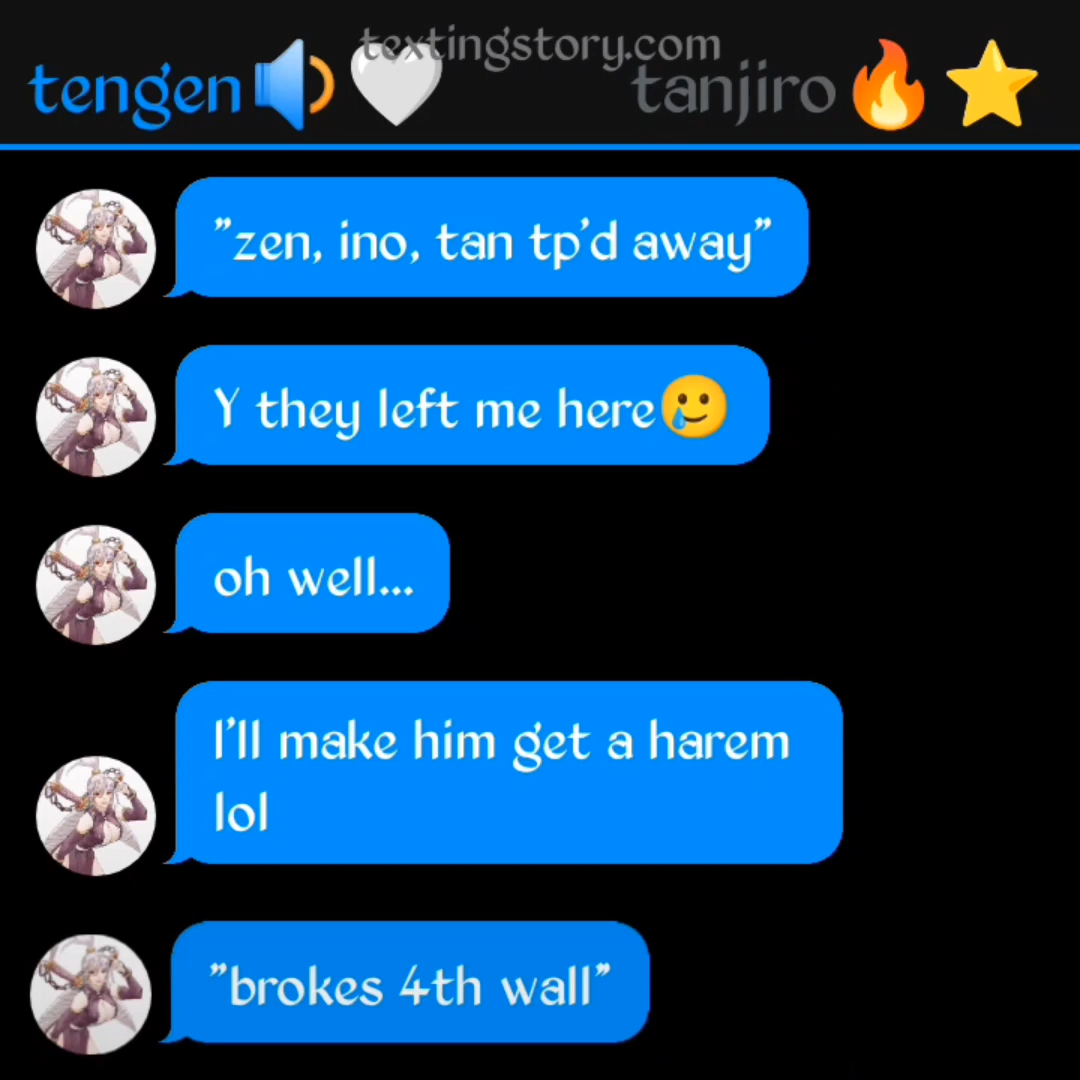 textingstory.com
tengen🔊🤍 tanjiro🔥⭐
"zen, ino, tan tp'd away"
Y they left me here🥲
oh well...
I'll make him get a harem
lol
"brokes 4th wall"